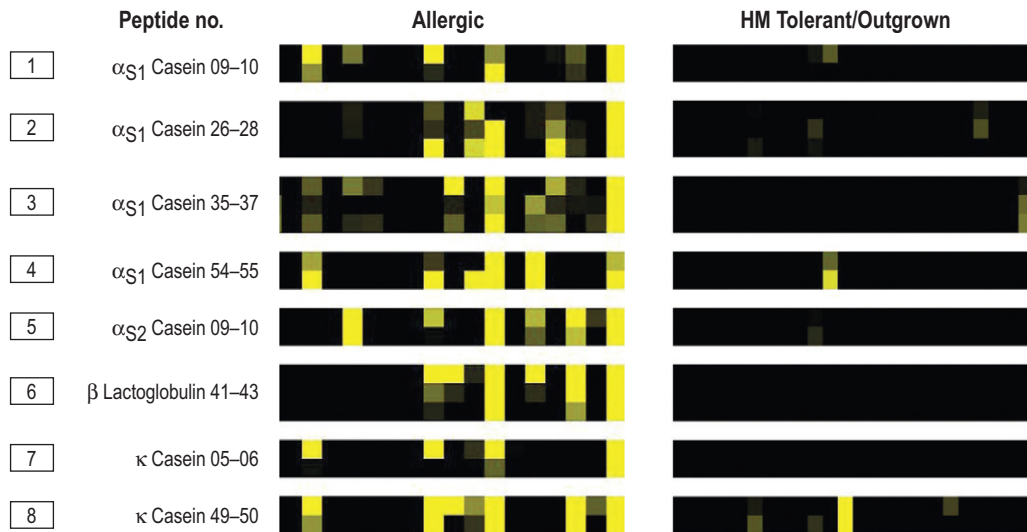 Peptide no. Allergic HM Tolerant/Outgrown
1 αS1 Casein 09–10
2 αS1 Casein 26–28
3 αS1 Casein 35–37
4 αS1 Casein 54–55
5 αS2 Casein 09–10
6 β Lactoglobulin 41–43
7 κ Casein 05–06
8 κ Casein 49–50